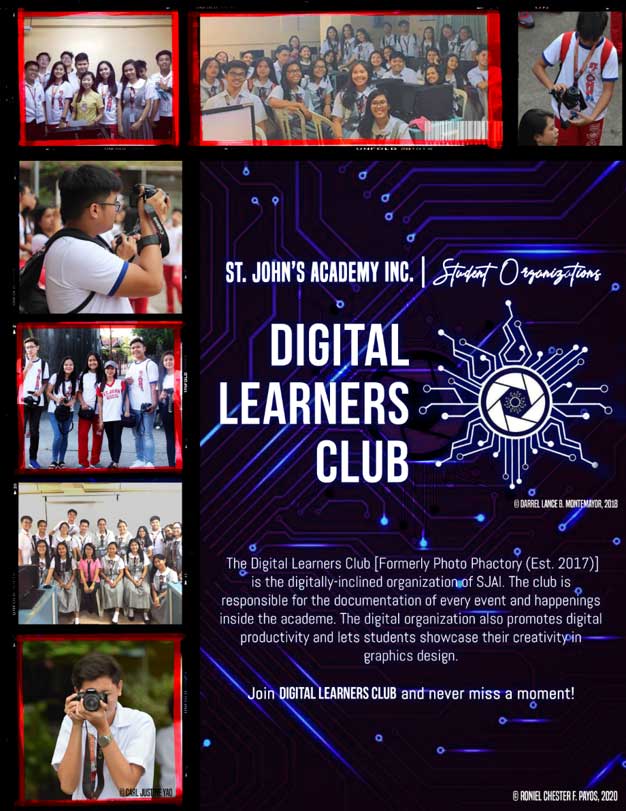 UNFOLD
ST. JOHN'S ACADEMY INC. | Student Organizations
DIGITAL
LEARNERS
CLUB
© DARREL LANCE B. MONTEMAYOR, 2018
The Digital Learners Club [Formerly Photo Phactory (Est. 2017)]
is the digitally-inclined organization of SJAI. The club is
responsible for the documentation of every event and happenings
inside the academe. The digital organization also promotes digital
productivity and lets students showcase their creativity in
graphics design.
Join DIGITAL LEARNERS CLUB and never miss a moment!
© CARL JUSTINE YAO
© RONIEL CHESTER F. PAYOS, 2020